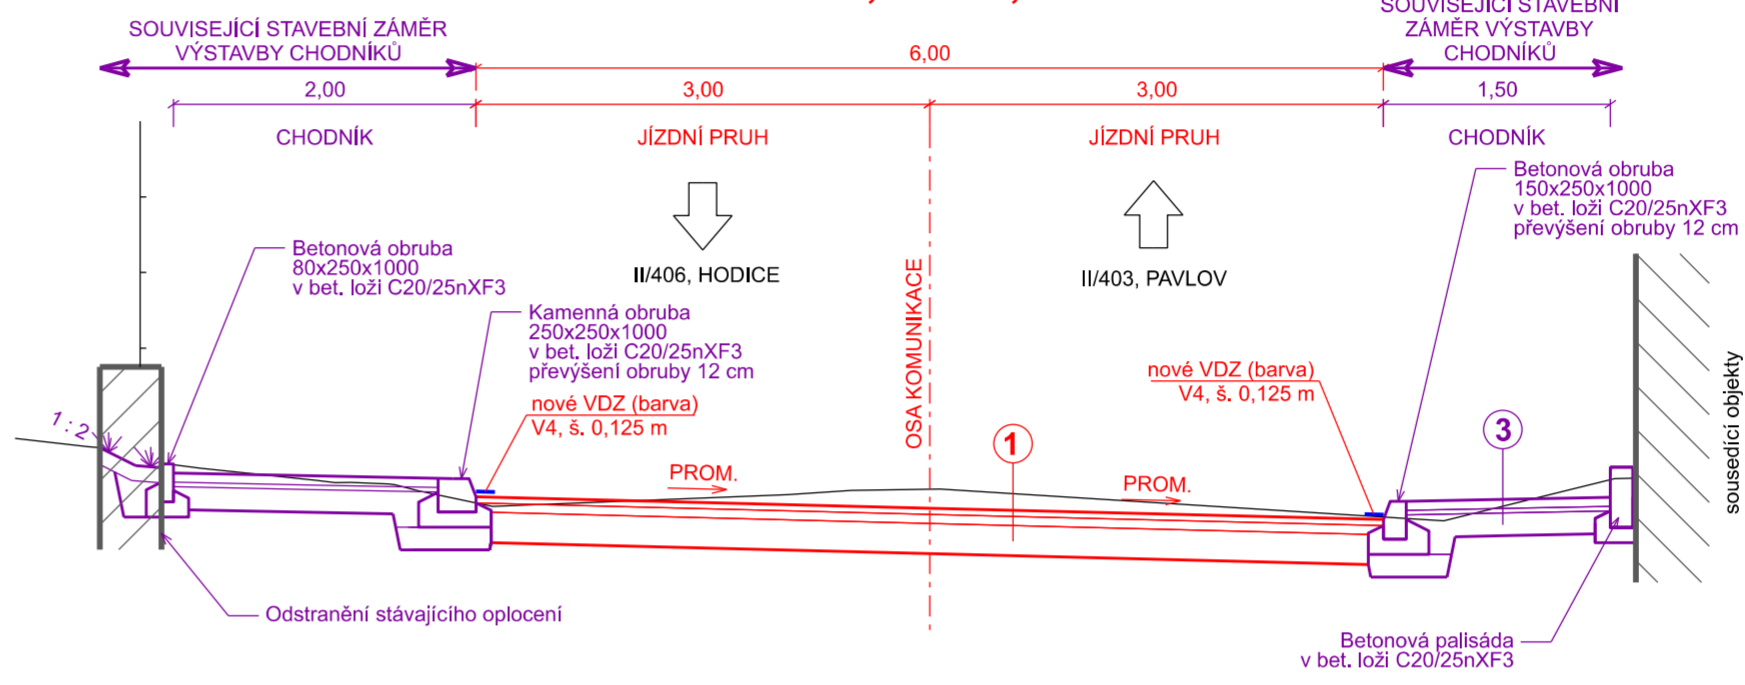 SOUVISEJÍCÍ STAVEBNÍ ZÁMĚR
VÝSTAVBY CHODNÍKŮ
SOUVISEJÍCÍ STAVEBNÍ
ZÁMĚR VÝSTAVBY
CHODNÍKŮ
6,00
2,00
3,00
3,00
1,50
CHODNÍK
JÍZDNÍ PRUH
JÍZDNÍ PRUH
CHODNÍK
Betonová obruba
150x250x1000
v bet. loži C20/25nXF3
převýšení obruby 12 cm
Betonová obruba
80x250x1000
v bet. loži C20/25nXF3
II/406, HODICE
II/403, PAVLOV
OSA KOMUNIKACE
Kamenná obruba
250x250x1000
v bet. loži C20/25nXF3
převýšení obruby 12 cm
nové VDZ (barva)
V4, š. 0,125 m
nové VDZ (barva)
V4, š. 0,125 m
sousedící objekty
1 : 2
1
3
PROM.
PROM.
Odstranění stávajícího oplocení
Betonová palisáda
v bet. loži C20/25nXF3